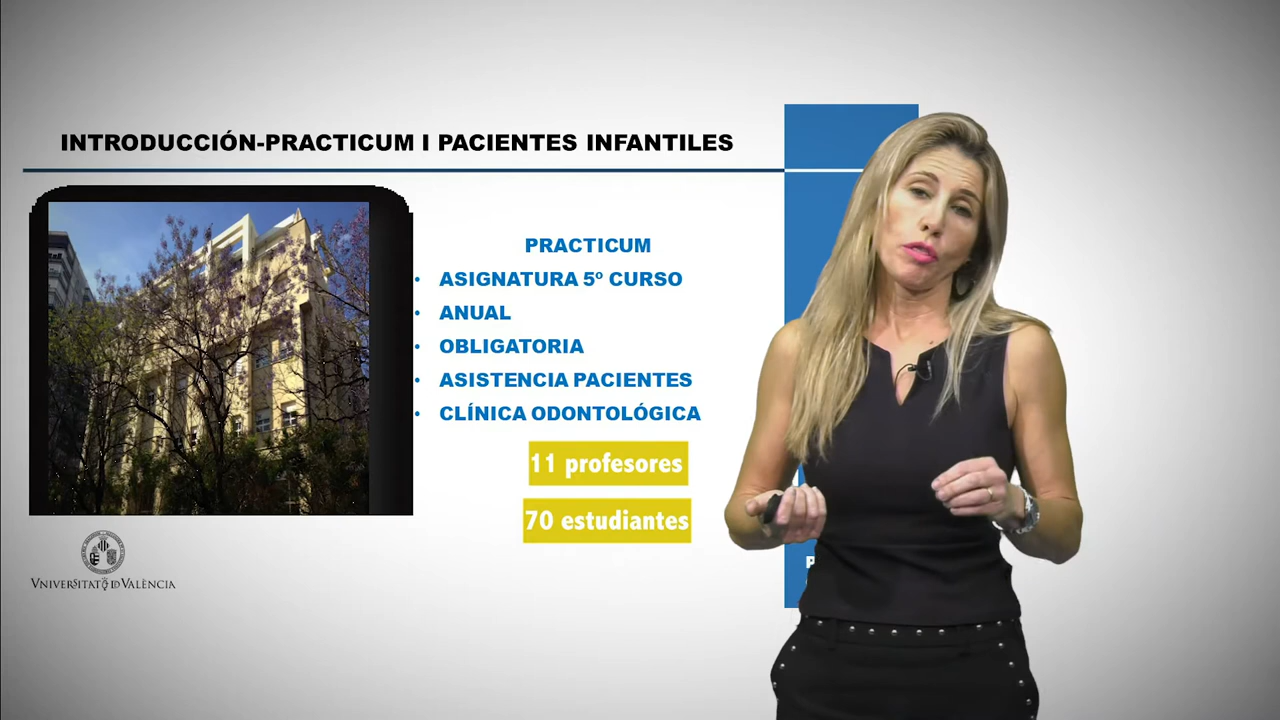 INTRODUCCIÓN-PRACTICUM I PACIENTES INFANTILES
PRACTICUM
• ASIGNATURA 5º CURSO
• ANUAL
• OBLIGATORIA
• ASISTENCIA PACIENTES
• CLÍNICA ODONTOLÓGICA
11 profesores
70 estudiantes
VNIVERSITAT ID VALÈNCIA